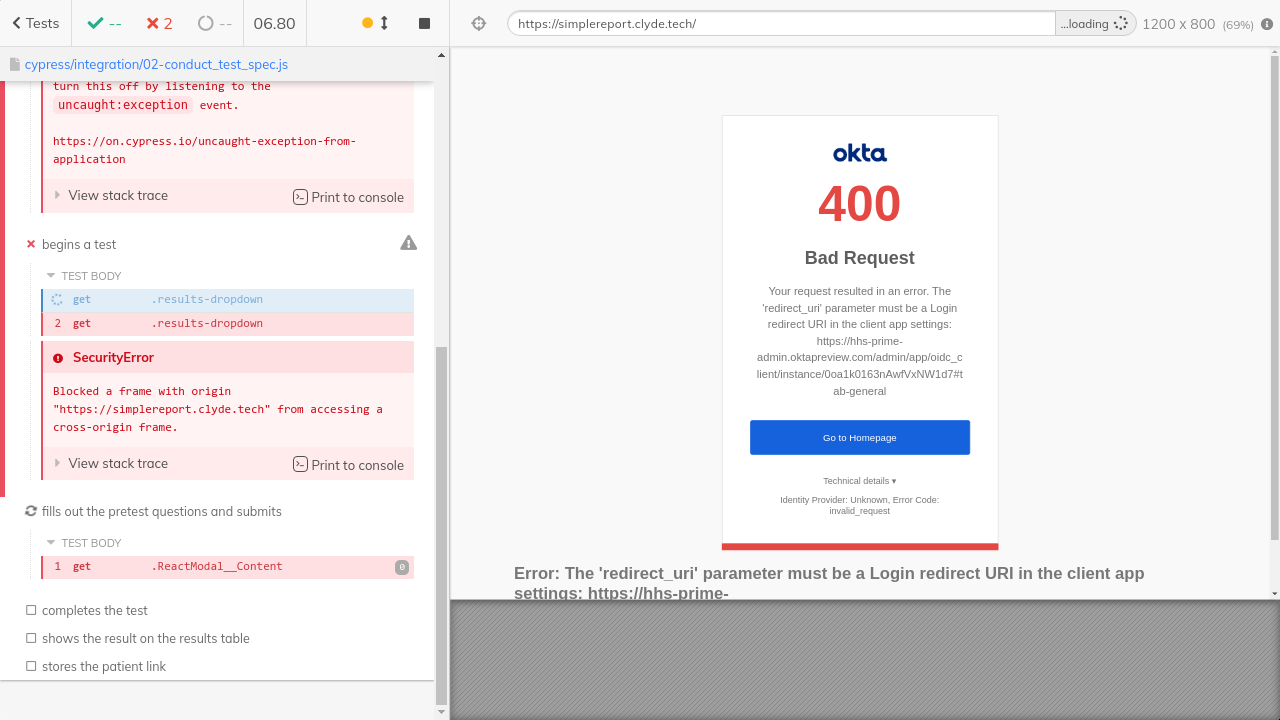 Tests
--
2
--
06.80
https://simplereport.clyde.tech/
...loading
1200 x 800 (69%)
cypress/integration/02-conduct_test_spec.js
turn this off by listening to the
uncaught:exception event.
https://on.cypress.io/uncaught-exception-from-
application
View stack trace
Print to console
begins a test
TEST BODY
get .results-dropdown
2 get .results-dropdown
SecurityError
Blocked a frame with origin
"https://simplereport.clyde.tech" from accessing a
cross-origin frame.
View stack trace
Print to console
fills out the pretest questions and submits
TEST BODY
1 get .ReactModal__Content 0
completes the test
shows the result on the results table
stores the patient link
okta
400
Bad Request
Your request resulted in an error. The
'redirect_uri' parameter must be a Login
redirect URI in the client app settings:
https://hhs-prime-
admin.oktapreview.com/admin/app/oidc_c
lient/instance/0oa1k0163nAwfVxNW1d7#t
ab-general
Go to Homepage
Technical details ▾
Identity Provider: Unknown, Error Code:
invalid_request
Error: The 'redirect_uri' parameter must be a Login redirect URI in the client app
settings: https://hhs-prime-